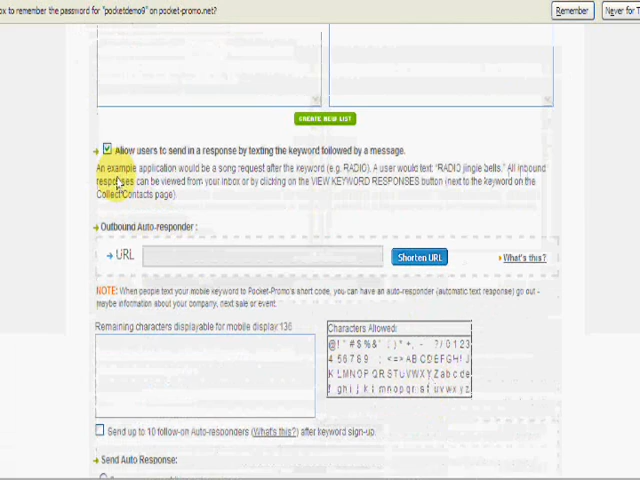 ox to remember the password for "pocketdemo9" on pocket-promo.net?
Remember
Never for T
CREATE NEW LIST
Allow users to send in a response by texting the keyword followed by a message.
An example application would be a song request after the keyword (e.g. RADIO). A user would text "RADIO jingle bells." All inbound
responses can be viewed from your inbox or by clicking on the VIEW KEYWORD RESPONSES button (next to the keyword on the
Collect Contacts page).
Outbound Auto-responder :
URL
Shorten URL
What's this?
NOTE: When people text your mobile keyword to Pocket-Promo's short code, you can have an auto-responder (automatic text response) go out -
maybe information about your company, next sale or event.
Remaining characters displayable for mobile display:136
Characters Allowed:
4 5 6 7 8 9 : ; < = > A B C D E F G H I J
K L M N O P Q R S T U V W X Y Z a b c d e
f g h i j k l m n o p q r s t u v w x y z
Send up to 10 follow-on Auto-responders (What's this?) after keyword sign-up.
Send Auto Response: